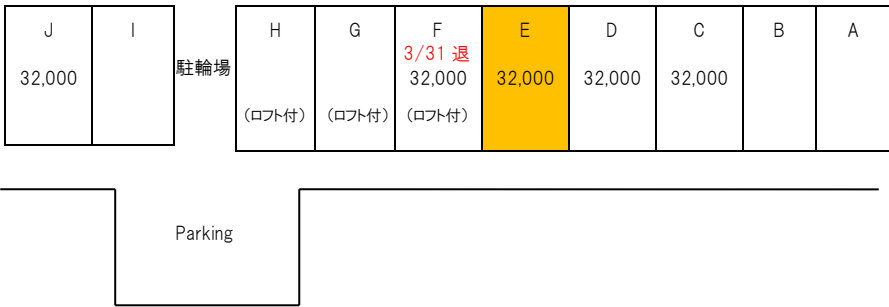 J
I
H
G
F
E
D
C
B
A
3/31 退
32,000
駐輪場
32,000
32,000
32,000
32,000
(ロフト付)
(ロフト付)
(ロフト付)
Parking